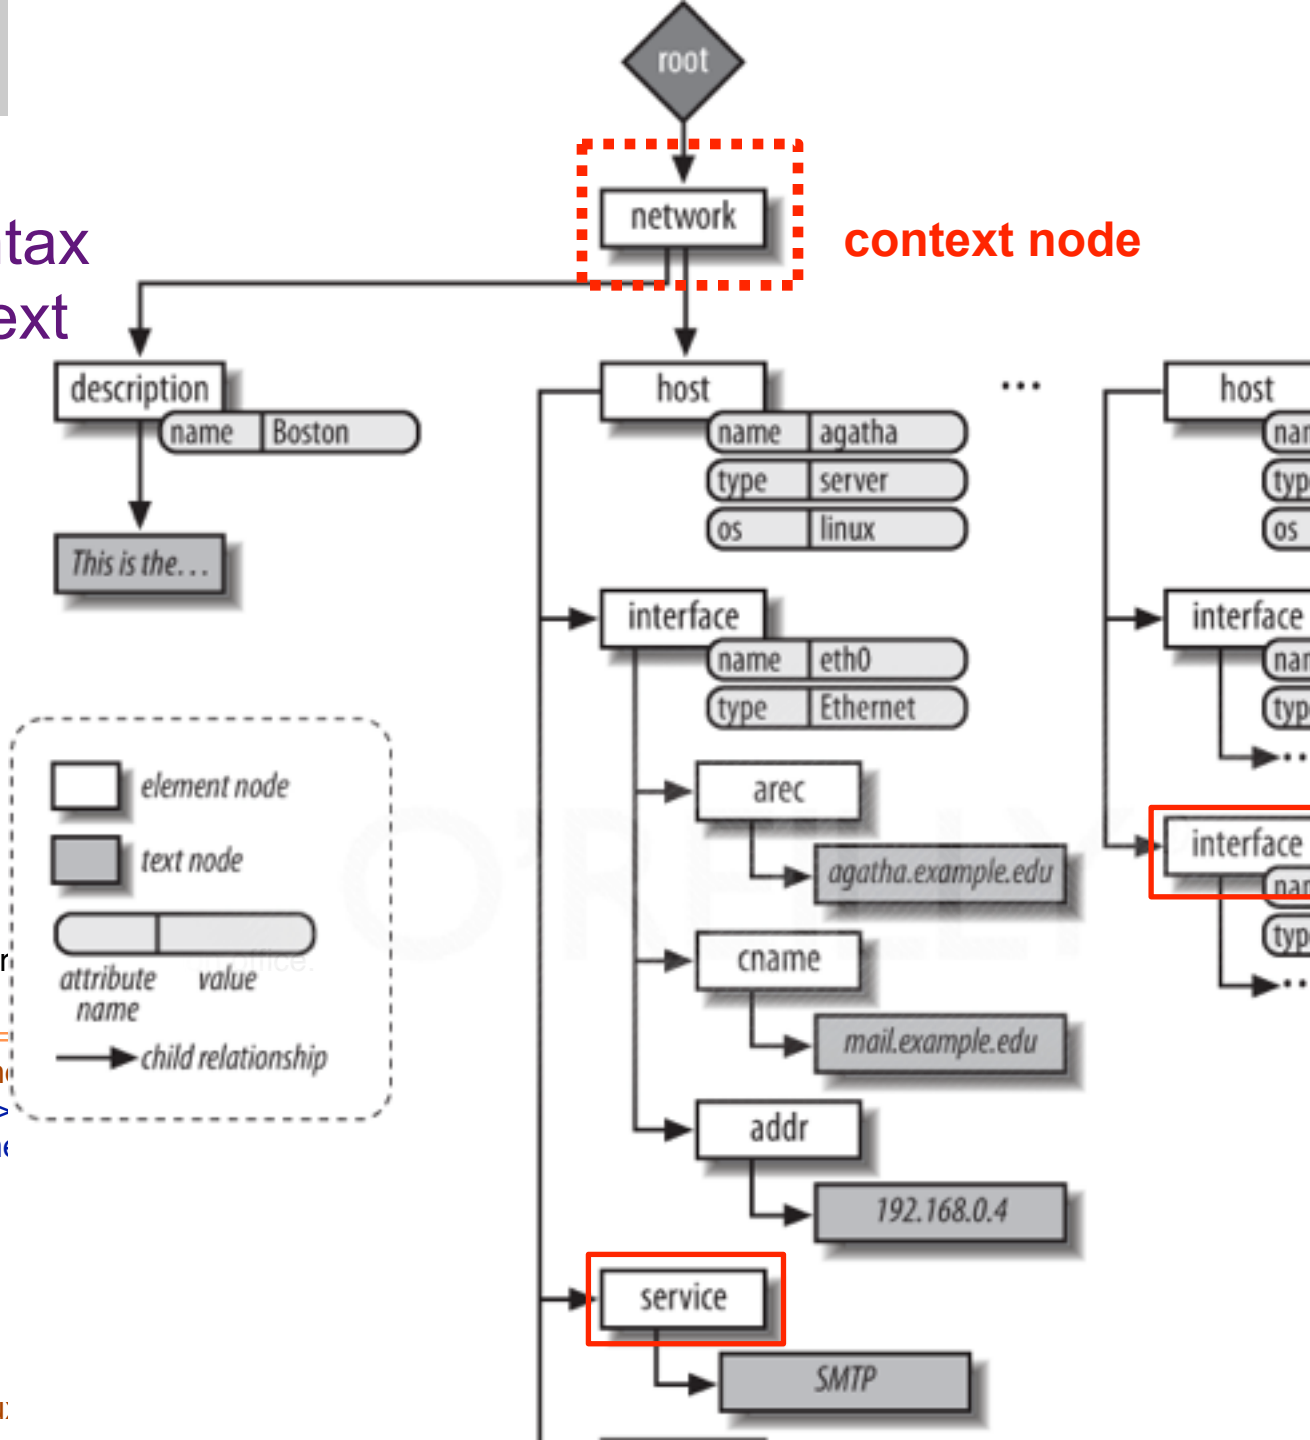 root
network
context node
description
name Boston
This is the...
host
name agatha
type server
os linux
...
host
os
interface
name eth0
type Ethernet
arec
agatha.example.edu
cname
mail.example.edu
addr
192.168.0.4
service
SMTP
interface
interface
element node
text node
attribute name
value
child relationship
O'REILLY
office.